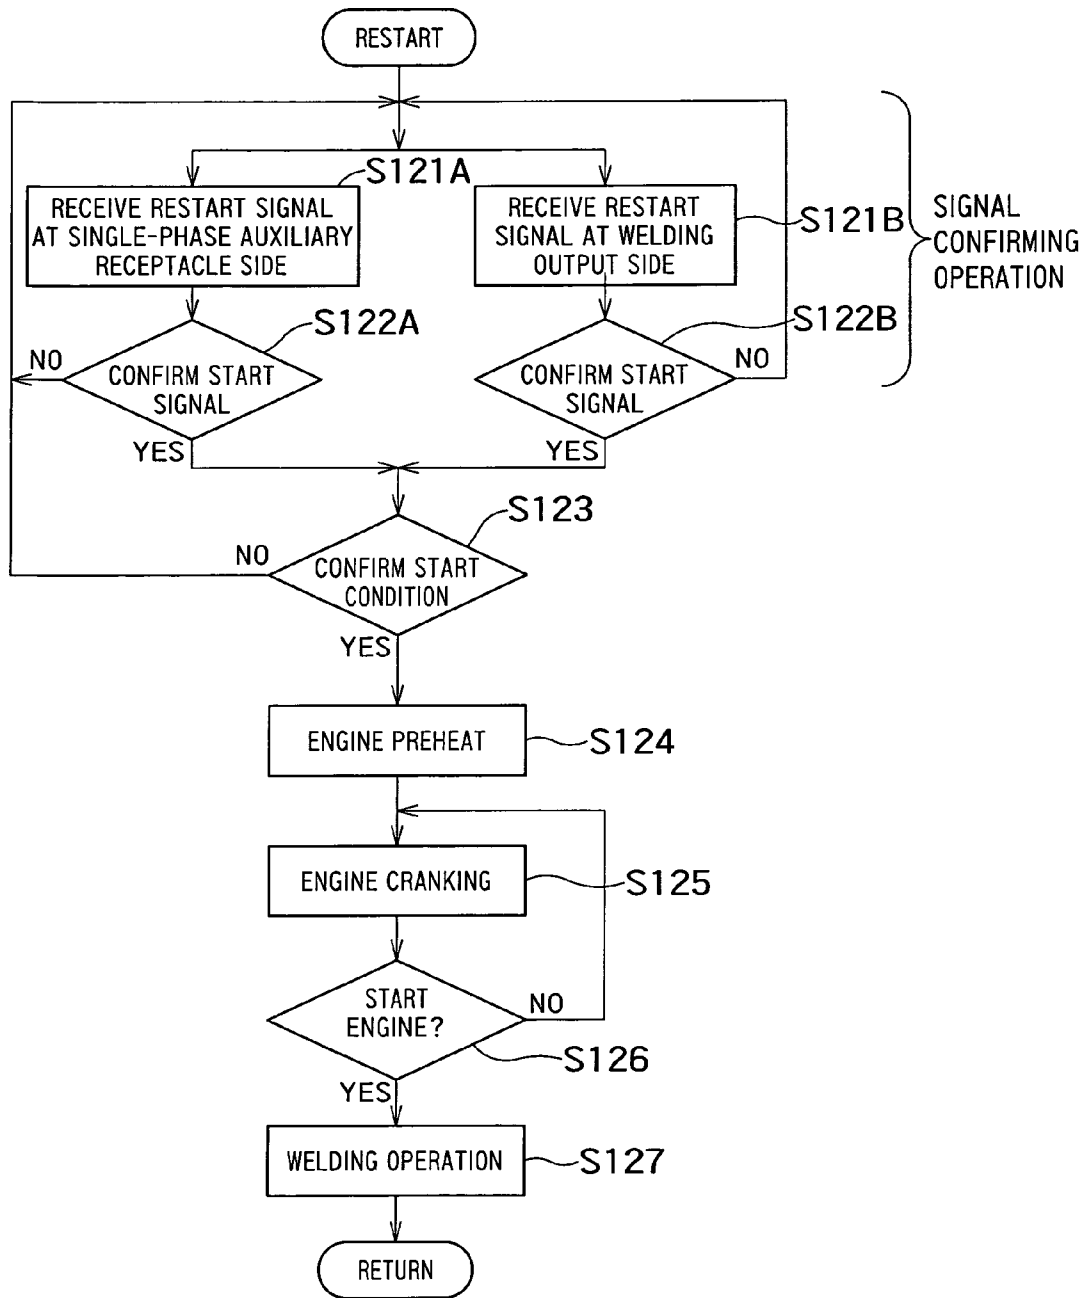 RESTART
S121A
RECEIVE RESTART SIGNAL
AT SINGLE-PHASE AUXILIARY
RECEPTACLE SIDE
RECEIVE RESTART
SIGNAL AT WELDING
OUTPUT SIDE
S121B
SIGNAL
CONFIRMING
OPERATION
S122A
NO
CONFIRM START
SIGNAL
YES
S122B
NO
CONFIRM START
SIGNAL
YES
S123
NO
CONFIRM START
CONDITION
YES
ENGINE PREHEAT
S124
ENGINE CRANKING
S125
START
ENGINE?
NO
S126
YES
WELDING OPERATION
S127
RETURN